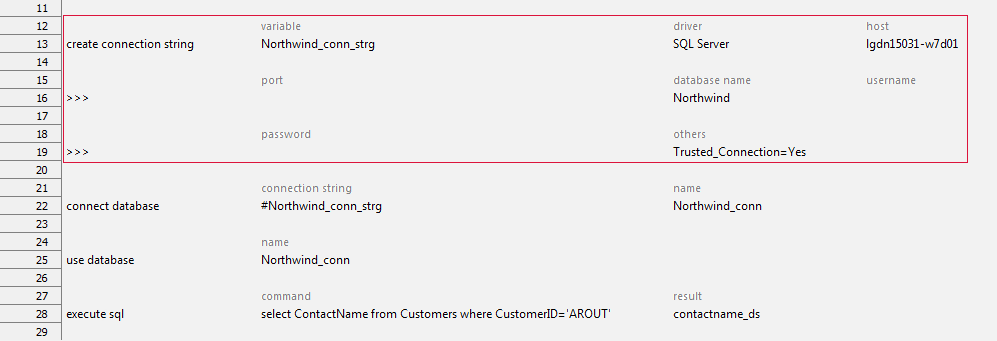 11
12 variable driver host
13 create connection string Northwind_conn_strg SQL Server lgdn15031-w7d01
14
15 port database name username
16 >>> Northwind
17
18 password others
19 >>> Trusted_Connection=Yes
20
21 connection string name
22 connect database #Northwind_conn_strg Northwind_conn
23
24 name
25 use database Northwind_conn
26
27 command result
28 execute sql select ContactName from Customers where CustomerID='AROUT' contactname_ds
29